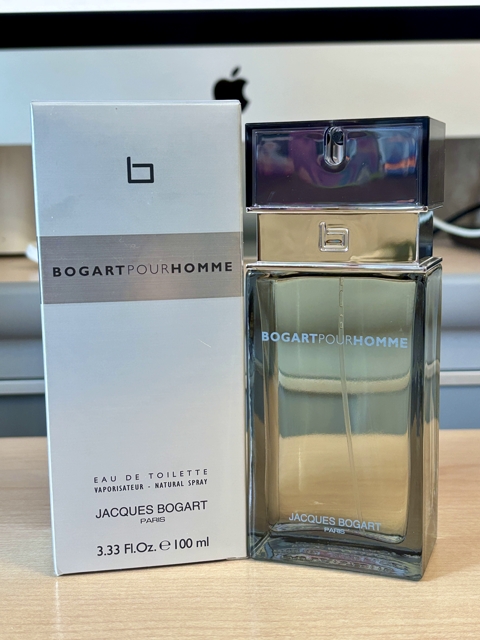 b
BOGARTPOURHOMME
EAU DE TOILETTE
VAPORISATEUR - NATURAL SPRAY
JACQUES BOGART
PARIS
3.33 Fl.Oz. ℮ 100 ml
b
BOGARTPOURHOMME
JACQUES BOGART
PARIS